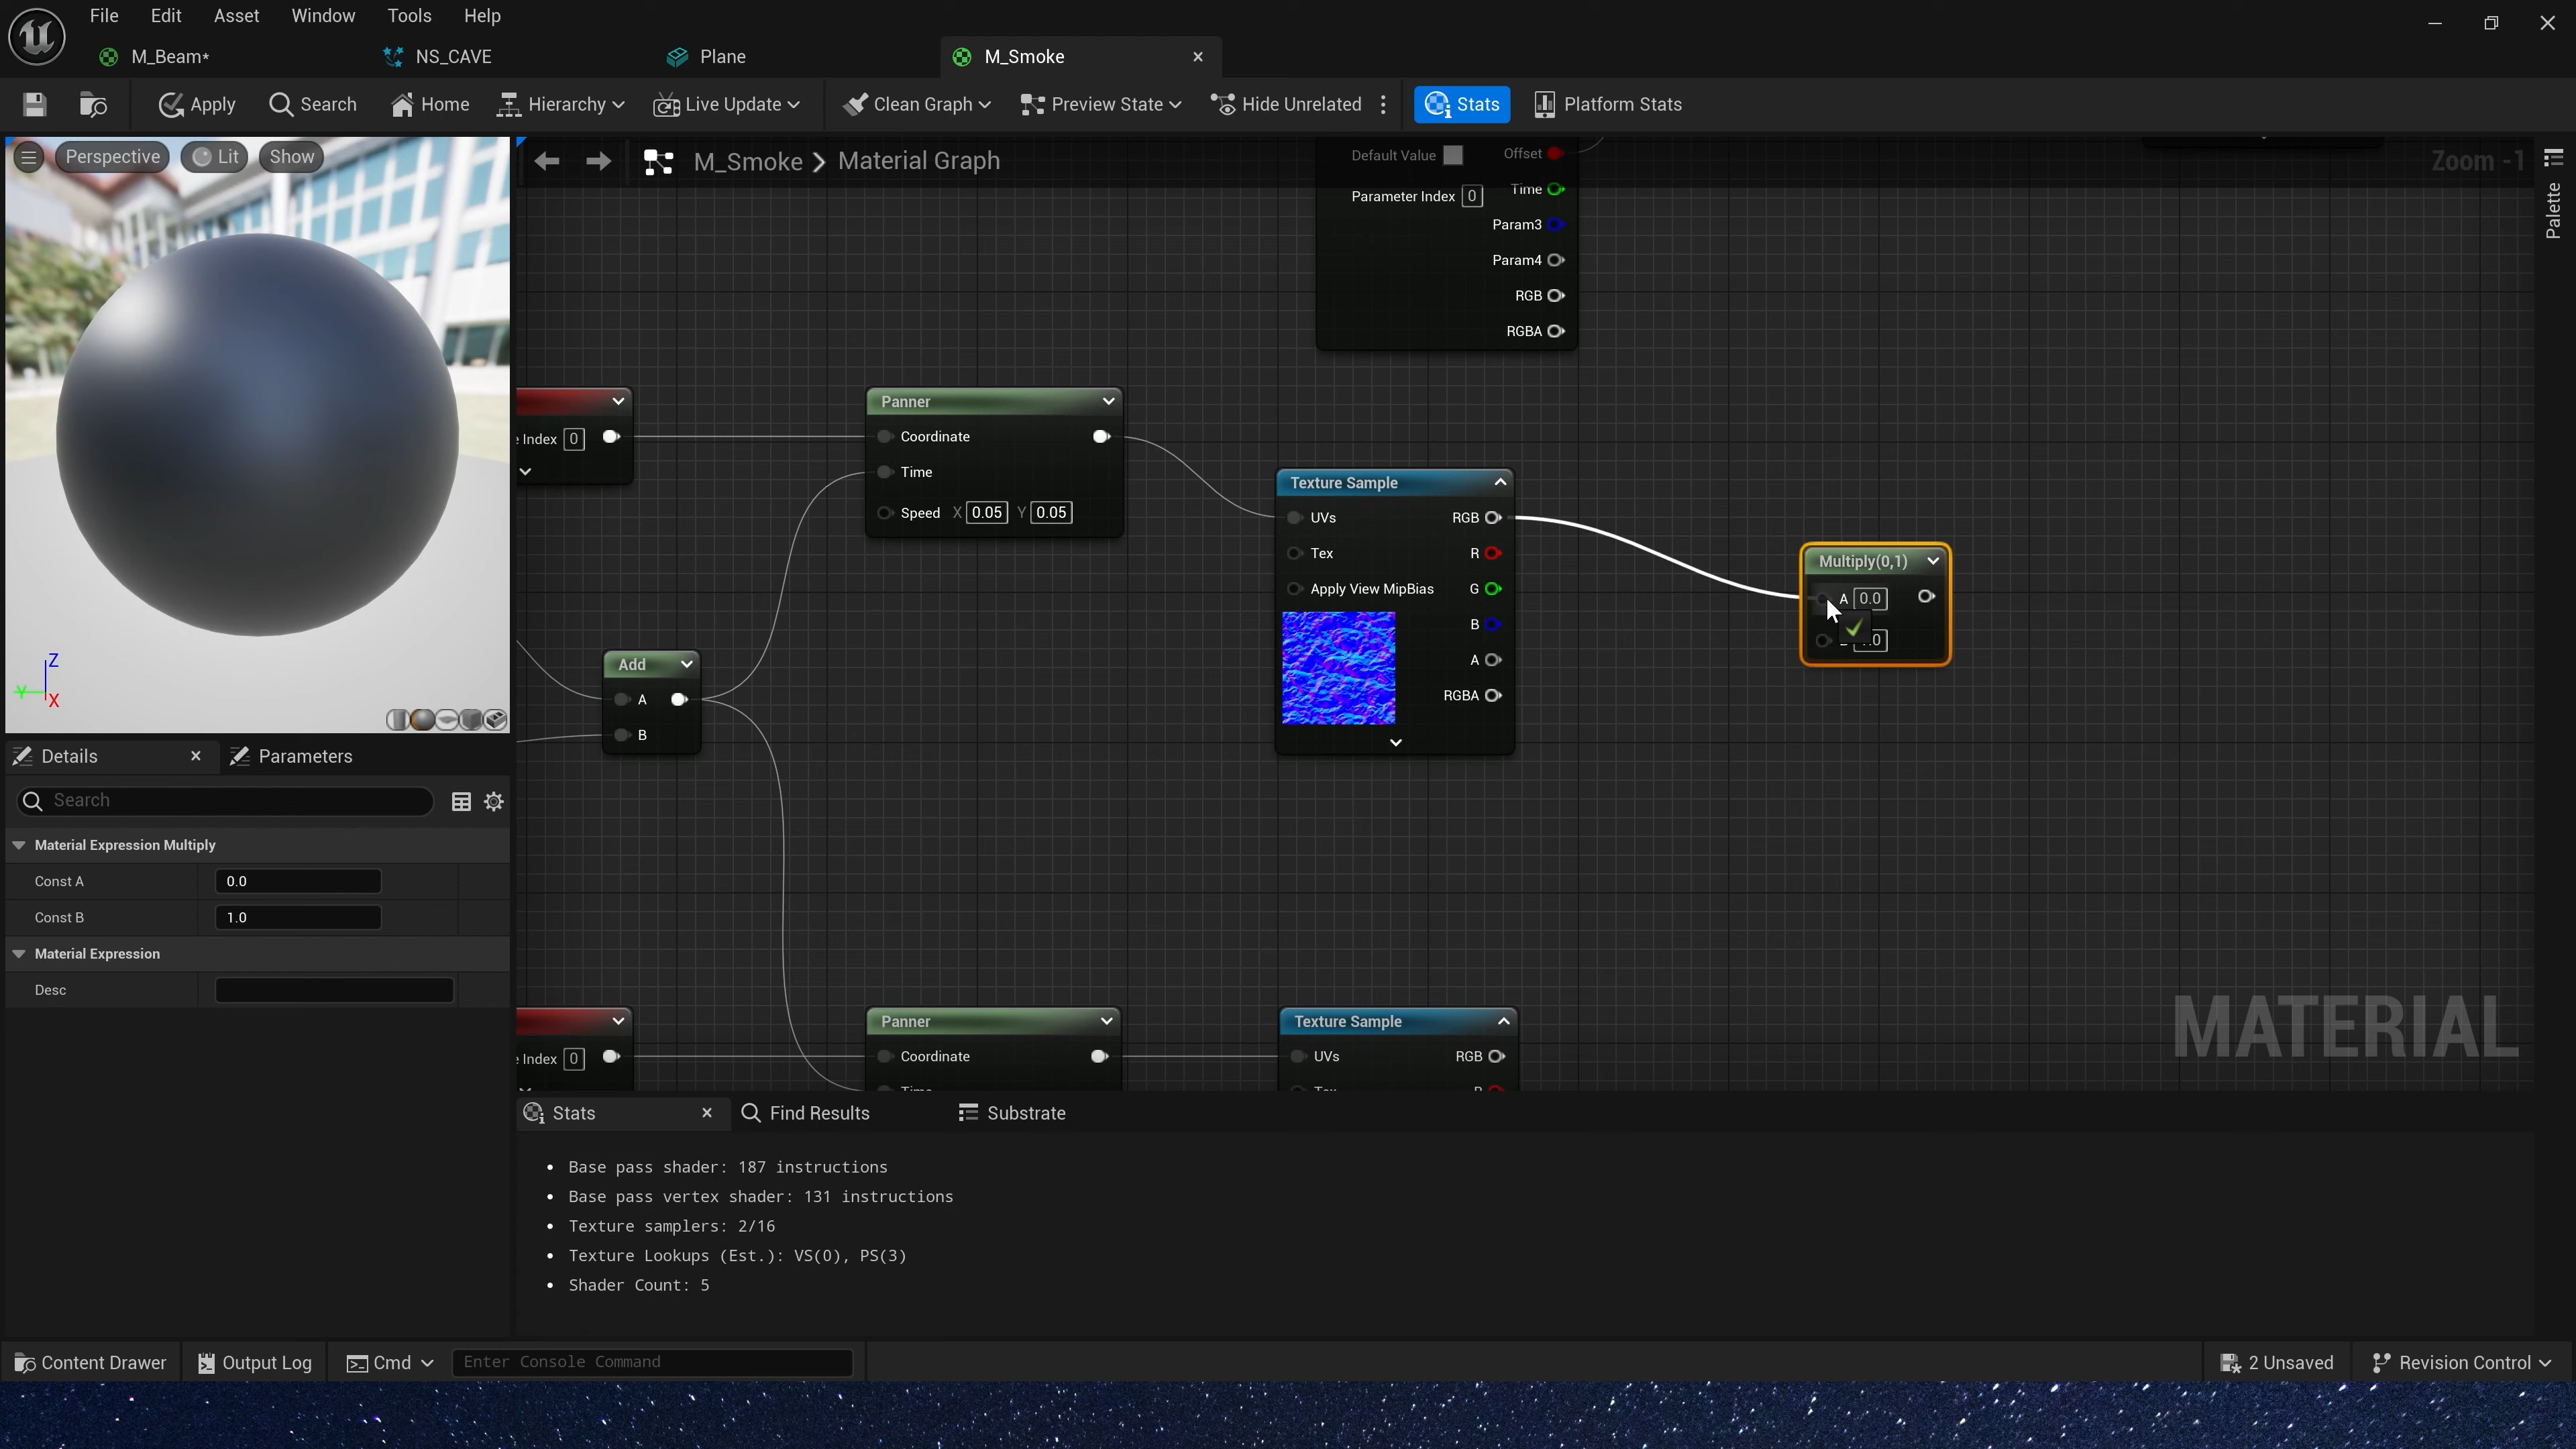 File Edit Asset Window Tools Help
M_Beam* NS_CAVE Plane M_Smoke
Apply Search Home Hierarchy Live Update Clean Graph Preview State Hide Unrelated Stats Platform Stats
Perspective Lit Show
M_Smoke Material Graph
Zoom -1
Palette
Default Value Offset
Parameter Index 0 Time
Param3
Param4
RGB
RGBA
Index 0
Panner
Coordinate
Time
Speed X 0.05 Y 0.05
Texture Sample
UVs RGB
Tex R
Apply View MipBias G
B
A
RGBA
Multiply(0,1)
A 0.0
Add
A
B
Z
Y
X
Index 0
Panner
Coordinate
Texture Sample
UVs RGB
MATERIAL
Details Parameters
Search
Material Expression Multiply
Const A 0.0
Const B 1.0
Material Expression
Desc
Stats Find Results Substrate
Base pass shader: 187 instructions
Base pass vertex shader: 131 instructions
Texture samplers: 2/16
Texture Lookups (Est.): VS(0), PS(3)
Shader Count: 5
Content Drawer Output Log Cmd Enter Console Command 2 Unsaved Revision Control